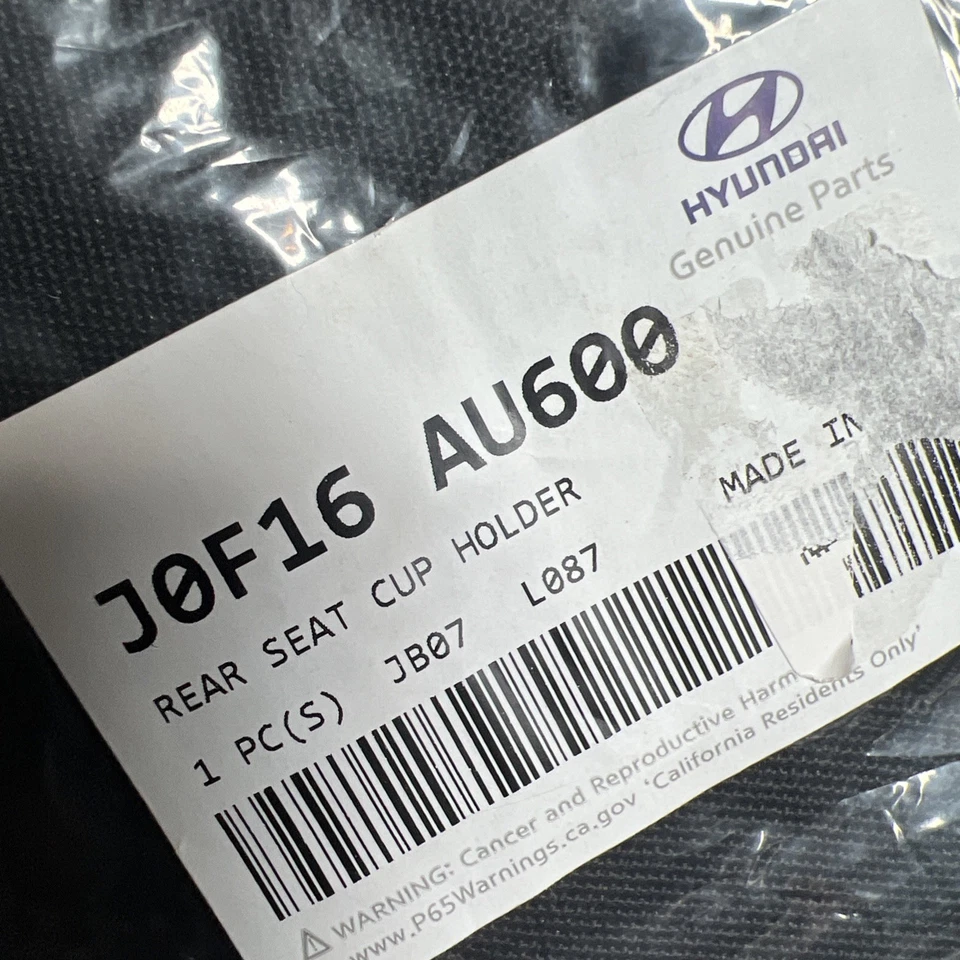 HYUNDAI
Genuine Parts
J0F16 AU600
REAR SEAT CUP HOLDER
MADE IN
1 PC(S) JB07 L087
⚠ WARNING: Cancer and Reproductive Harm
www.P65Warnings.ca.gov 'California Residents Only'